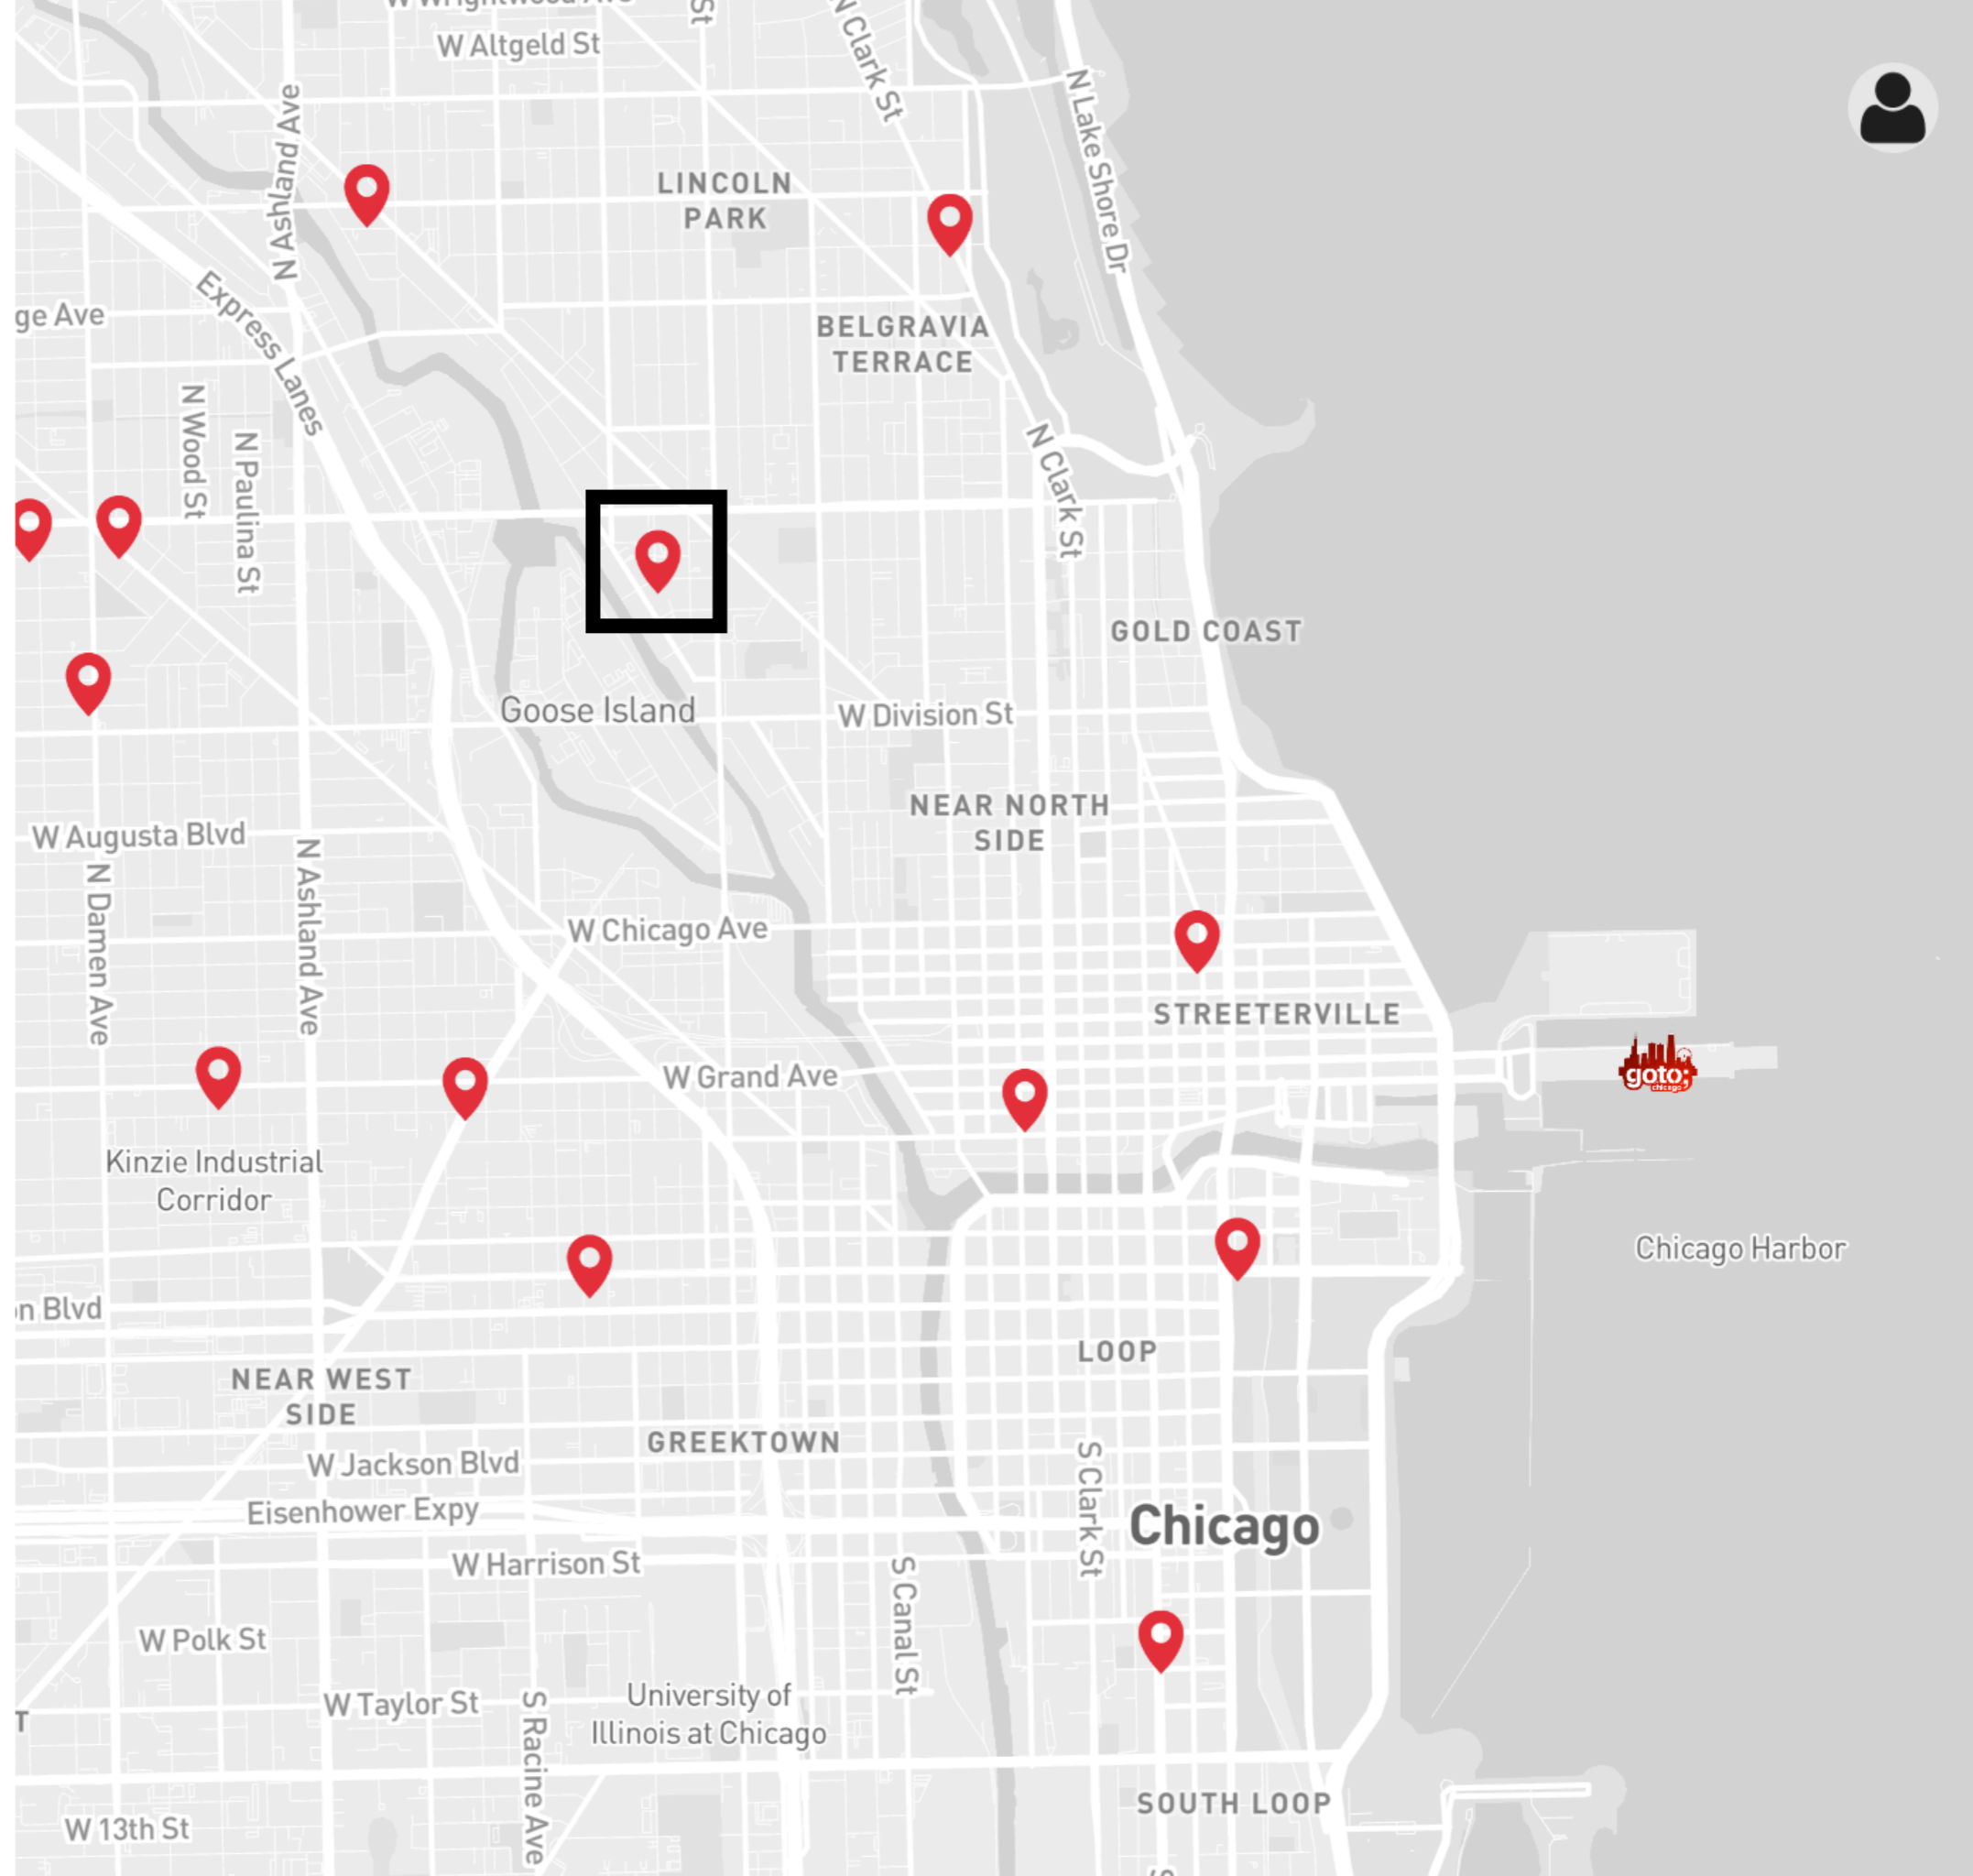 W Wrightwood Ave
St
W Altgeld St
N Clark St
N Lake Shore Dr
N Ashland Ave
LINCOLN
PARK
Express Lanes
ge Ave
BELGRAVIA
TERRACE
N Wood St
N Paulina St
N Clark St
GOLD COAST
Goose Island
W Division St
NEAR NORTH
SIDE
W Augusta Blvd
N Damen Ave
N Ashland Ave
W Chicago Ave
STREETERVILLE
W Grand Ave
goto;
chicago
Kinzie Industrial
Corridor
Chicago Harbor
n Blvd
LOOP
NEAR WEST
SIDE
GREEKTOWN
W Jackson Blvd
S Clark St
Eisenhower Expy
Chicago
W Harrison St
S Canal St
W Polk St
University of
Illinois at Chicago
W Taylor St
S Racine Ave
T
SOUTH LOOP
W 13th St